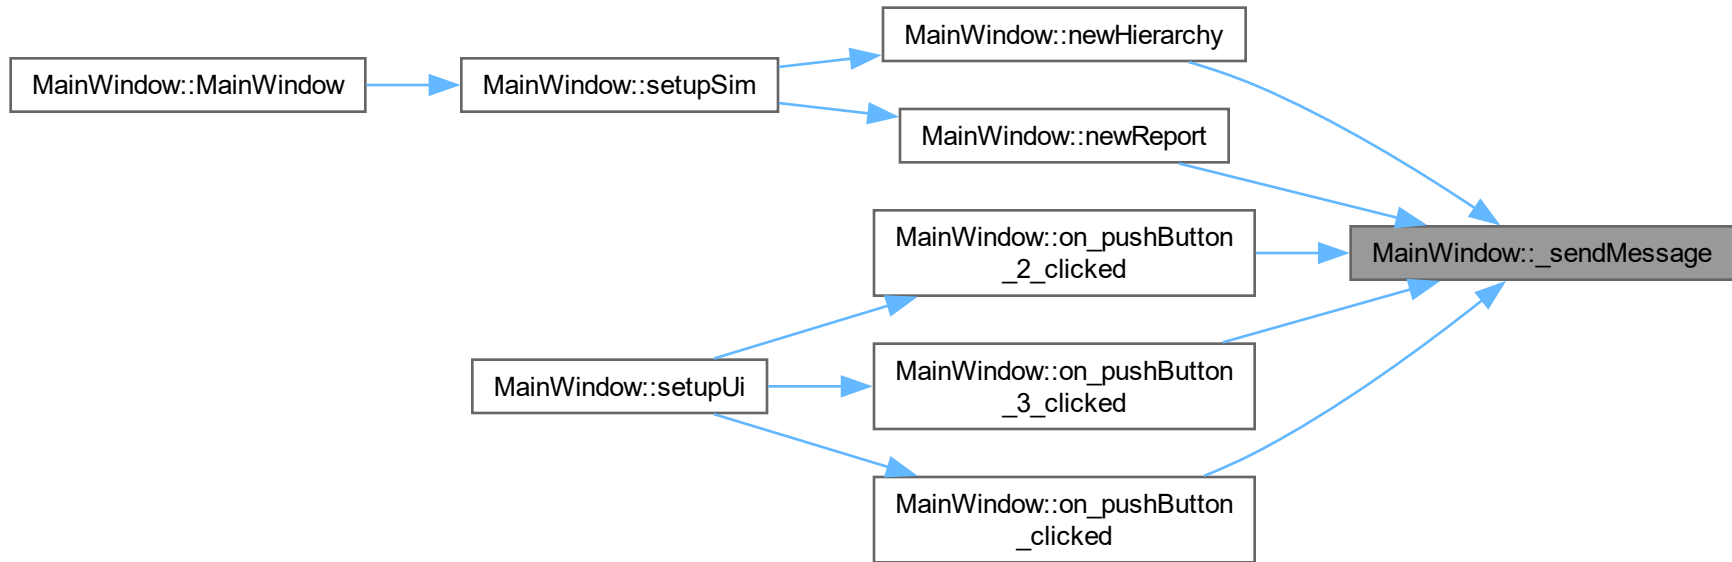 MainWindow::newHierarchy
MainWindow::MainWindow
MainWindow::setupSim
MainWindow::newReport
MainWindow::on_pushButton
_2_clicked
MainWindow::_sendMessage
MainWindow::setupUi
MainWindow::on_pushButton
_3_clicked
MainWindow::on_pushButton
_clicked